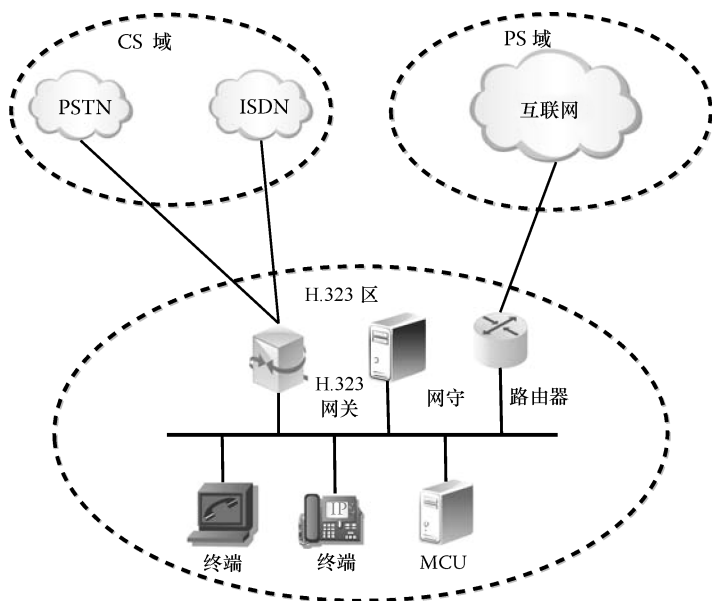 CS 域
PS 域
PSTN
ISDN
互联网
H.323 区
H.323
网关
网守
路由器
IP
终端
终端
MCU